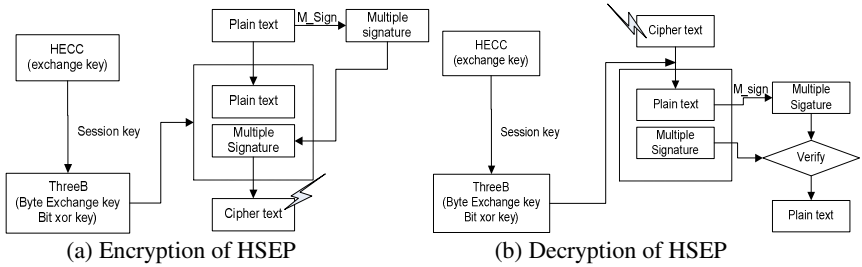 HECC
(exchange key)
Session key
ThreeB
(Byte Exchange key
Bit xor key)
Plain text
M_Sign
Multiple
signature
Plain text
Multiple
Signature
Cipher text
(a) Encryption of HSEP
HECC
(exchange key)
Session key
ThreeB
(Byte Exchange key
Bit xor key)
Cipher text
Plain text
M_sign
Multiple
Sigature
Multiple
Signature
Verify
Plain text
(b) Decryption of HSEP